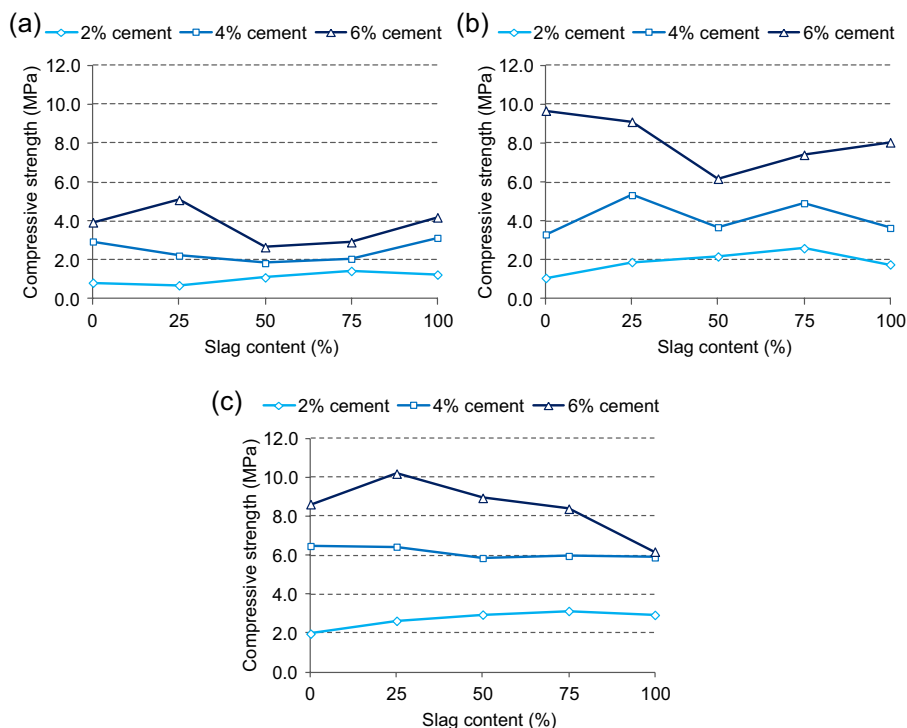 (a)
2% cement 4% cement 6% cement
Compressive strength (MPa)
12.0
10.0
8.0
6.0
4.0
2.0
0.0
0 25 50 75 100
Slag content (%)
(b)
2% cement 4% cement 6% cement
Compressive strength (MPa)
12.0
10.0
8.0
6.0
4.0
2.0
0.0
0 25 50 75 100
Slag content (%)
(c)
2% cement 4% cement 6% cement
Compressive strength (MPa)
12.0
10.0
8.0
6.0
4.0
2.0
0.0
0 25 50 75 100
Slag content (%)